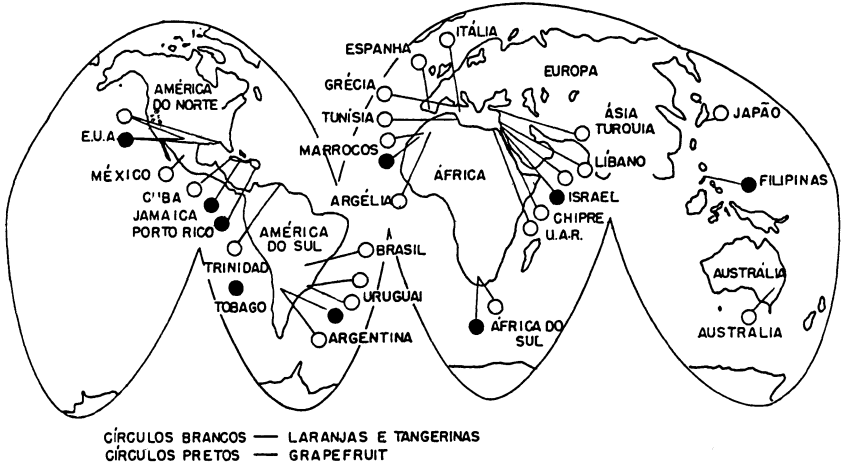 ITÁLIA
ESPANHA
EUROPA
GRÉCIA
AMÉRICA
DO NORTE
TUNÍSIA
ÁSIA
TURQUIA
JAPÃO
E.U.A
MARROCOS
LÍBANO
MÉXICO
ÁFRICA
FILIPINAS
C''BA
ARGÉLIA
ISRAEL
JAMAICA
CHIPRE
PORTO RICO
AMÉRICA
DO SUL
U.A.R.
BRASIL
TRINIDAD
AUSTRÁLIA
TOBAGO
URUGUAI
ÁFRICA DO
SUL
AUSTRÁLIA
ARGENTINA
CÍRCULOS BRANCOS — LARANJAS E TANGERINAS
CÍRCULOS PRETOS — GRAPEFRUIT